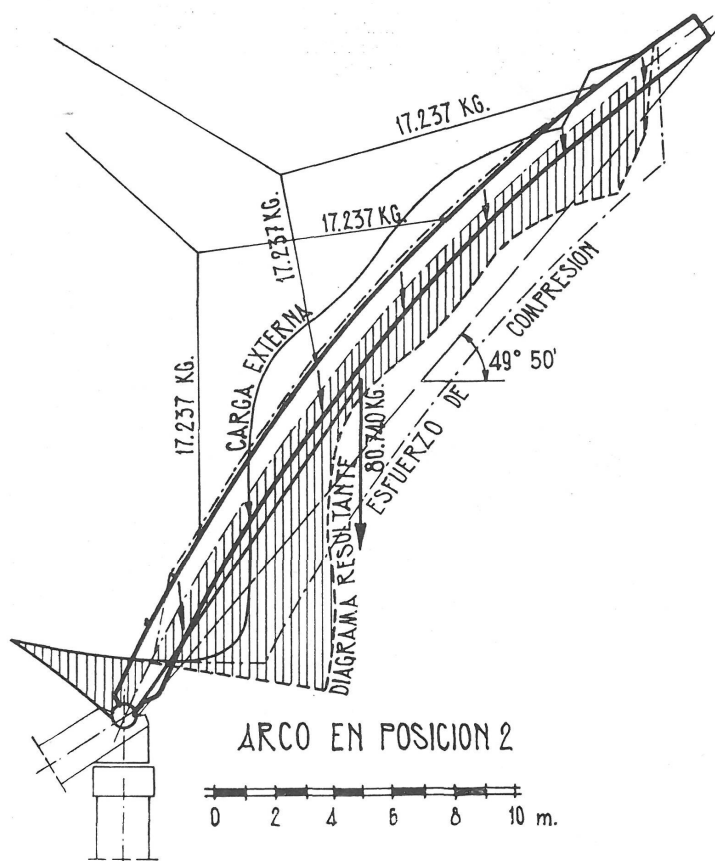 17.237 KG.
17.237 KG.
17.237 KG.
17.237 KG.
CARGA EXTERNA
COMPRESION
49° 50'
80.740 KG.
ESFUERZO DE
DIAGRAMA RESULTANTE
ARCO EN POSICION 2
0 2 4 6 8 10 m.